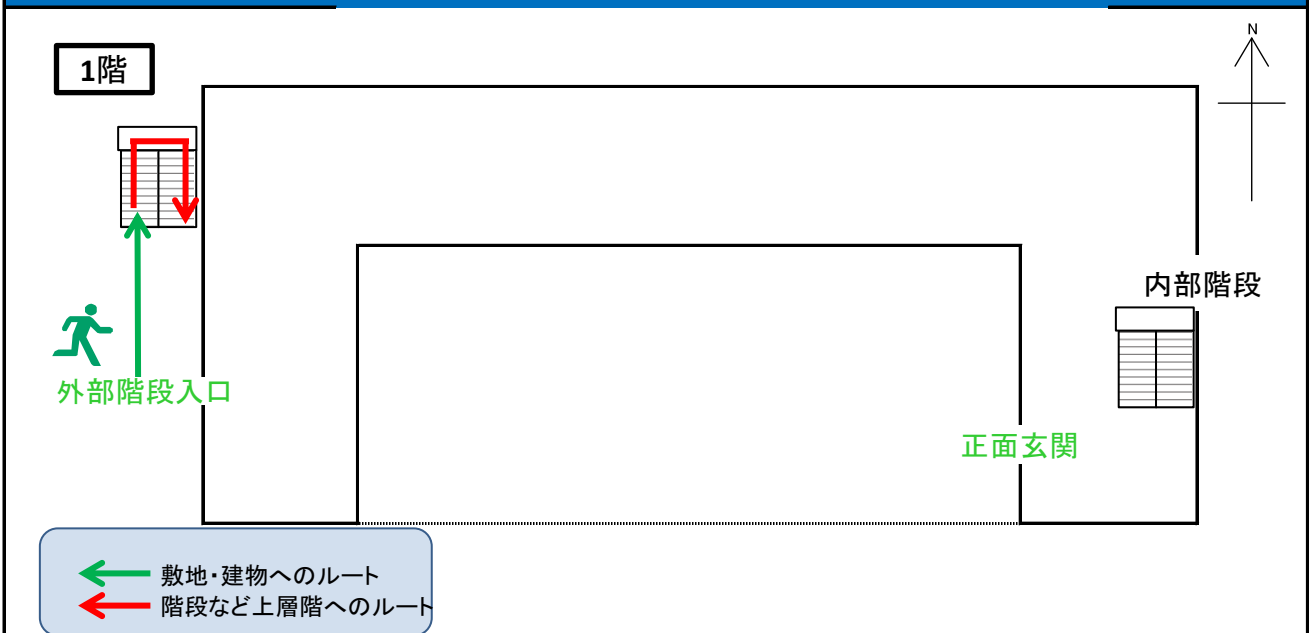 N
1階
内部階段
外部階段入口
正面玄関
敷地・建物へのルート
階段など上層階へのルート